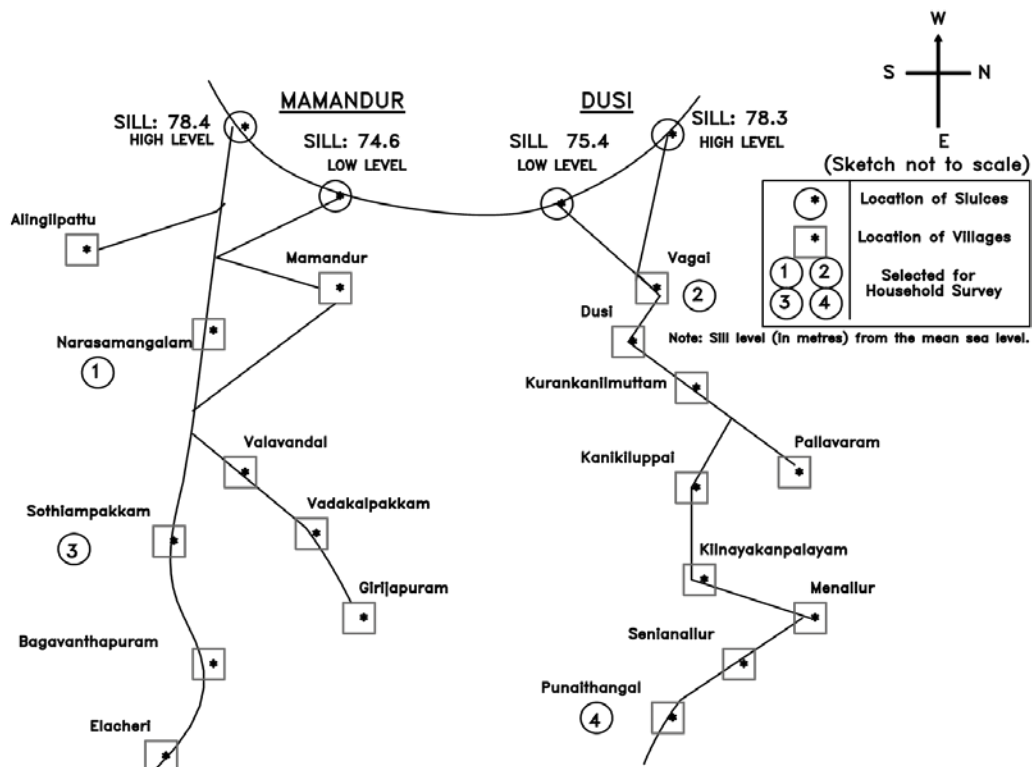 W
S
N
E
(Sketch not to scale)
MAMANDUR
DUSI
SILL: 78.4
HIGH LEVEL
SILL: 74.6
LOW LEVEL
SILL 75.4
LOW LEVEL
SILL: 78.3
HIGH LEVEL
Location of Sluices
Location of Villages
1
2
3
4
Selected for
Household Survey
Note: Sill level (in metres) from the mean sea level.
Alingilpattu
Mamandur
Vagai
2
Dusi
Narasamangalam
1
Kurankanilmuttam
Valavandal
Kanikiluppai
Pallavaram
Sothiampakkam
3
Vadakalpakkam
Kilnayakanpalayam
Girijapuram
Menallur
Bagavanthapuram
Senianallur
Punaithangal
4
Elacheri